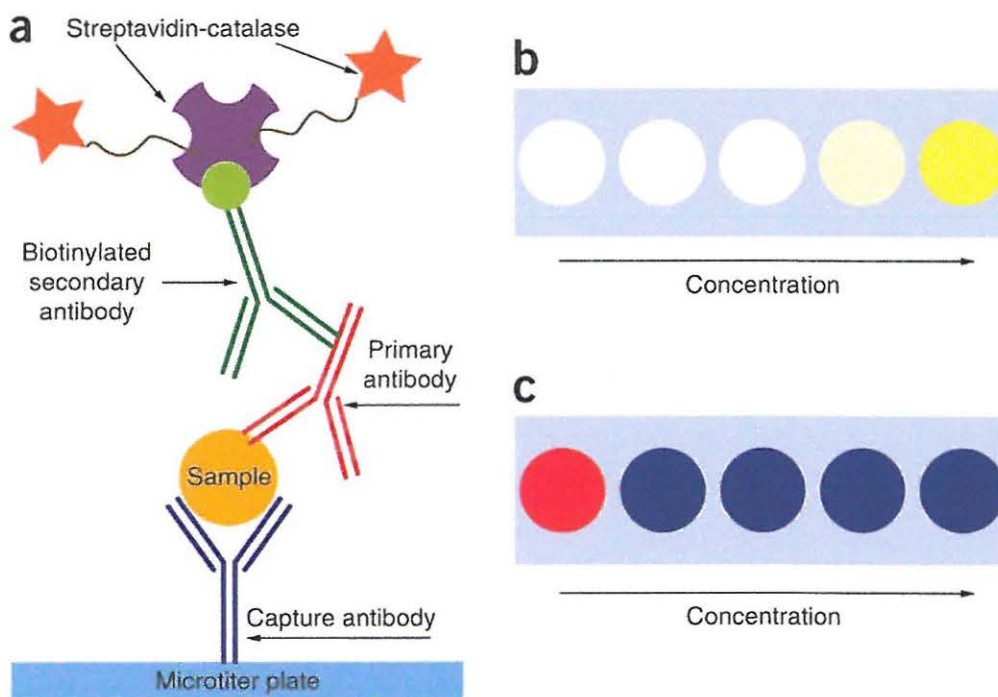 a
Streptavidin-catalase
Biotinylated
secondary
antibody
Primary
antibody
Sample
Capture antibody
Microtiter plate
b
Concentration
c
Concentration